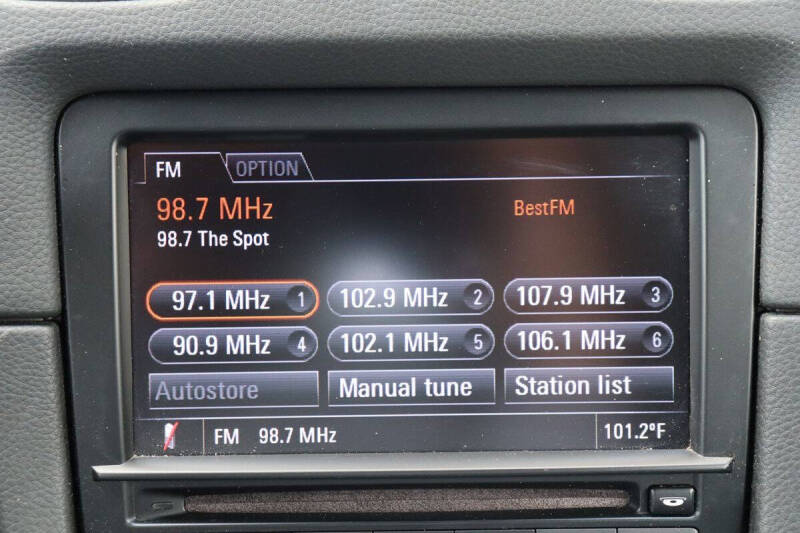 FM OPTION
98.7 MHz BestFM
98.7 The Spot
97.1 MHz 1 102.9 MHz 2 107.9 MHz 3
90.9 MHz 4 102.1 MHz 5 106.1 MHz 6
Autostore Manual tune Station list
FM 98.7 MHz 101.2°F